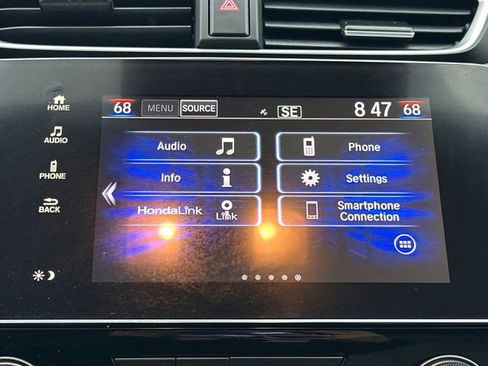 68 MENU SOURCE SE 8 47 68
HOME
AUDIO
PHONE
BACK
Audio
Phone
Info
Settings
HondaLink
Link
Smartphone
Connection